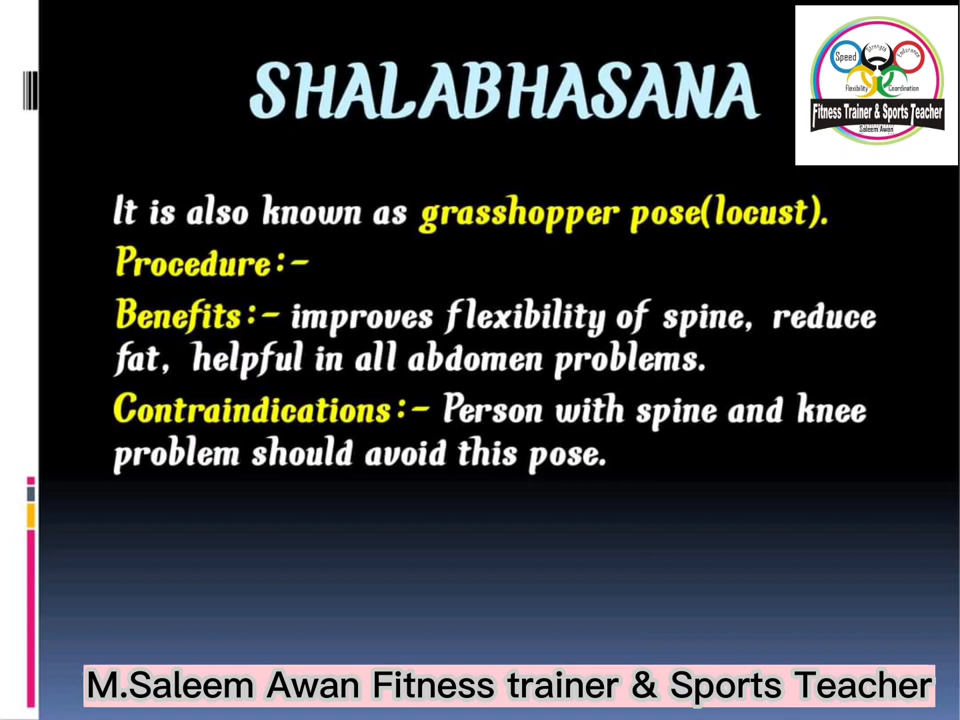 SHALABHASANA
Speed
Strength
Endurance
Flexibility
Coordination
Fitness Trainer & Sports Teacher
Saleem Awan
It is also known as grasshopper pose(locust).
Procedure:-
Benefits:- improves flexibility of spine, reduce
fat, helpful in all abdomen problems.
Contraindications:- Person with spine and knee
problem should avoid this pose.
M.Saleem Awan Fitness trainer & Sports Teacher